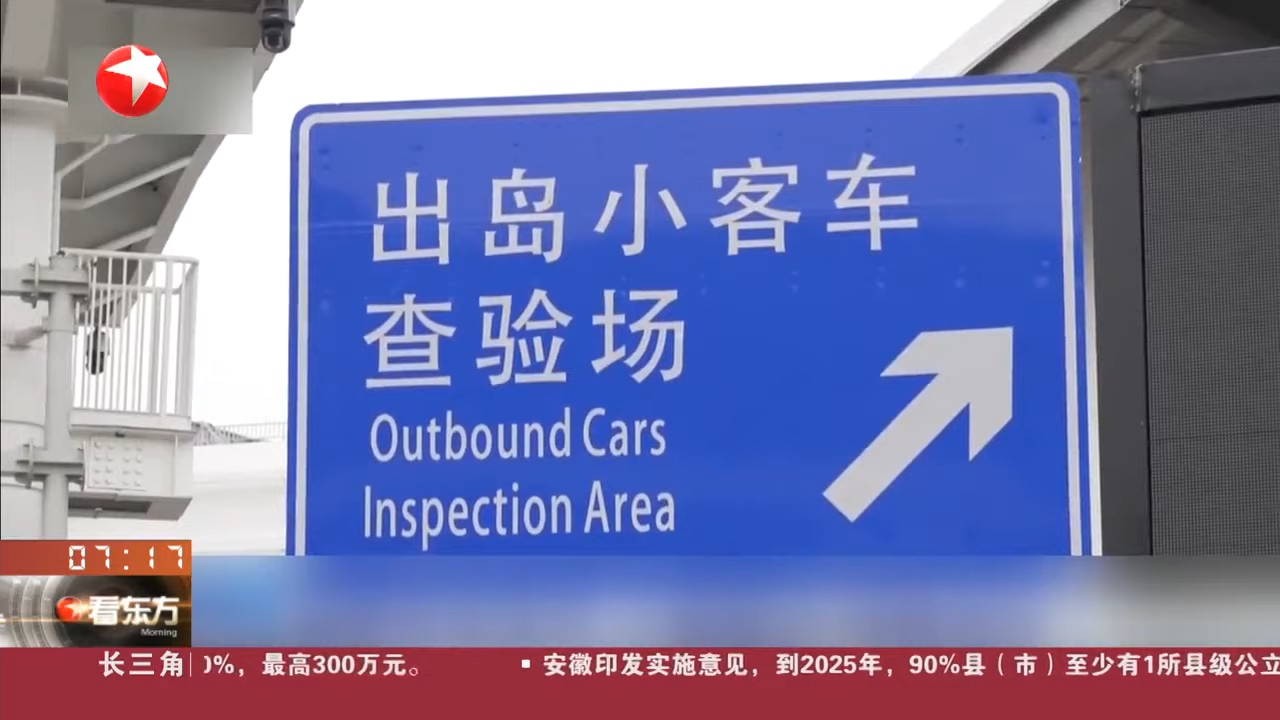 出岛小客车
查验场
Outbound Cars
Inspection Area
07:17
看东方
Morning
长三角 0%，最高300万元。 ▪ 安徽印发实施意见，到2025年，90%县（市）至少有1所县级公立